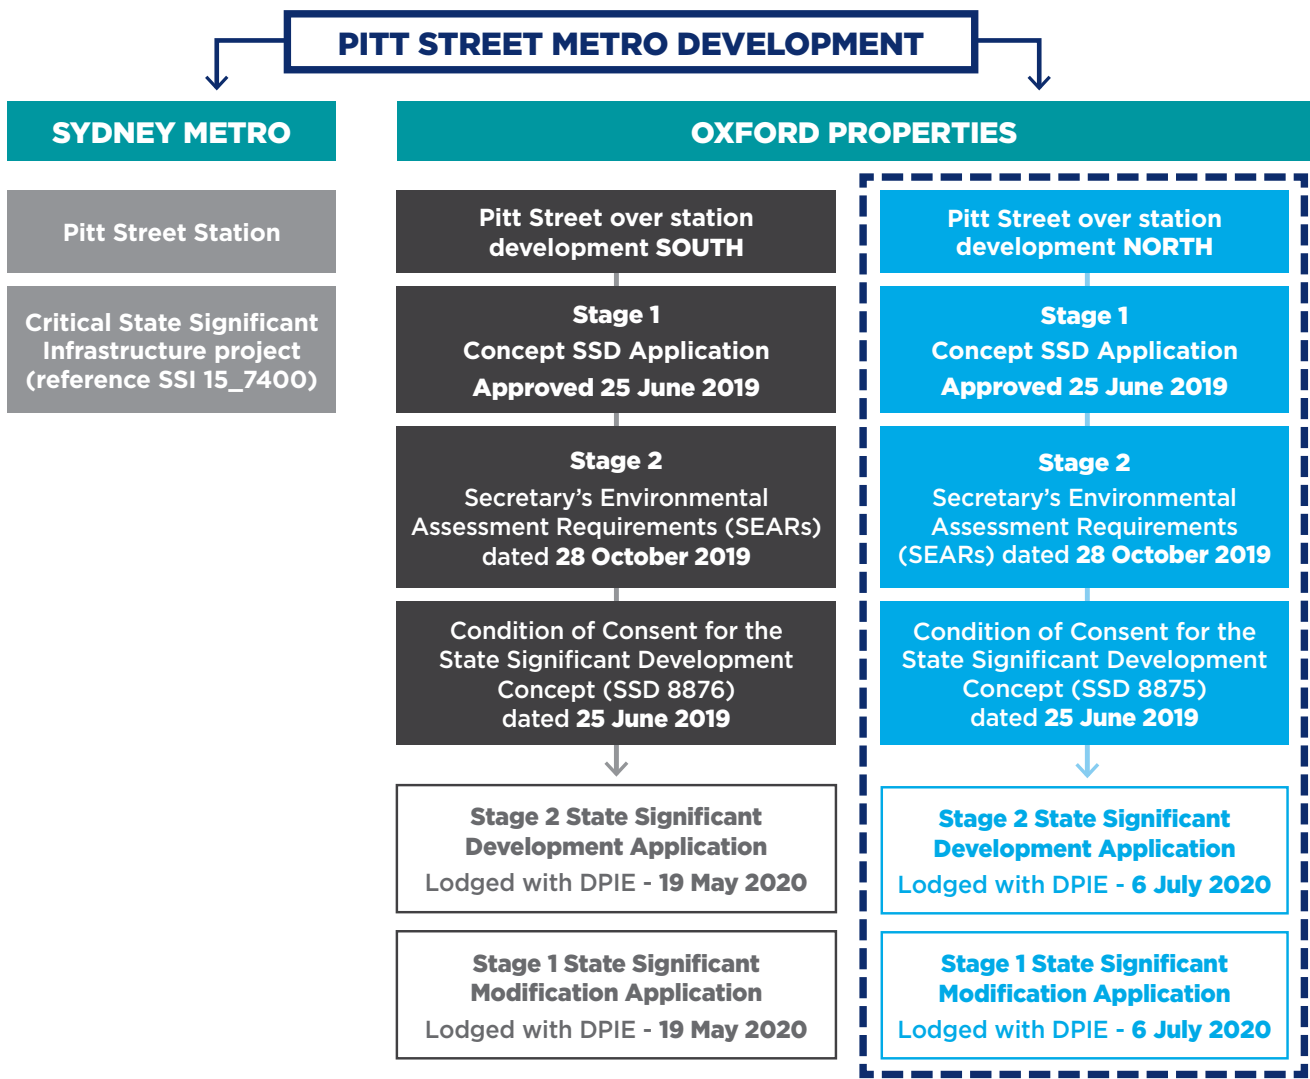 PITT STREET METRO DEVELOPMENT
SYDNEY METRO
Pitt Street Station
Critical State Significant
Infrastructure project
(reference SSI 15_7400)
OXFORD PROPERTIES
Pitt Street over station
development SOUTH
Stage 1
Concept SSD Application
Approved 25 June 2019
Stage 2
Secretary’s Environmental
Assessment Requirements (SEARs)
dated 28 October 2019
Condition of Consent for the
State Significant Development
Concept (SSD 8876)
dated 25 June 2019
Stage 2 State Significant
Development Application
Lodged with DPIE - 19 May 2020
Stage 1 State Significant
Modification Application
Lodged with DPIE - 19 May 2020
Pitt Street over station
development NORTH
Stage 1
Concept SSD Application
Approved 25 June 2019
Stage 2
Secretary’s Environmental
Assessment Requirements
(SEARs) dated 28 October 2019
Condition of Consent for the
State Significant Development
Concept (SSD 8875)
dated 25 June 2019
Stage 2 State Significant
Development Application
Lodged with DPIE - 6 July 2020
Stage 1 State Significant
Modification Application
Lodged with DPIE - 6 July 2020